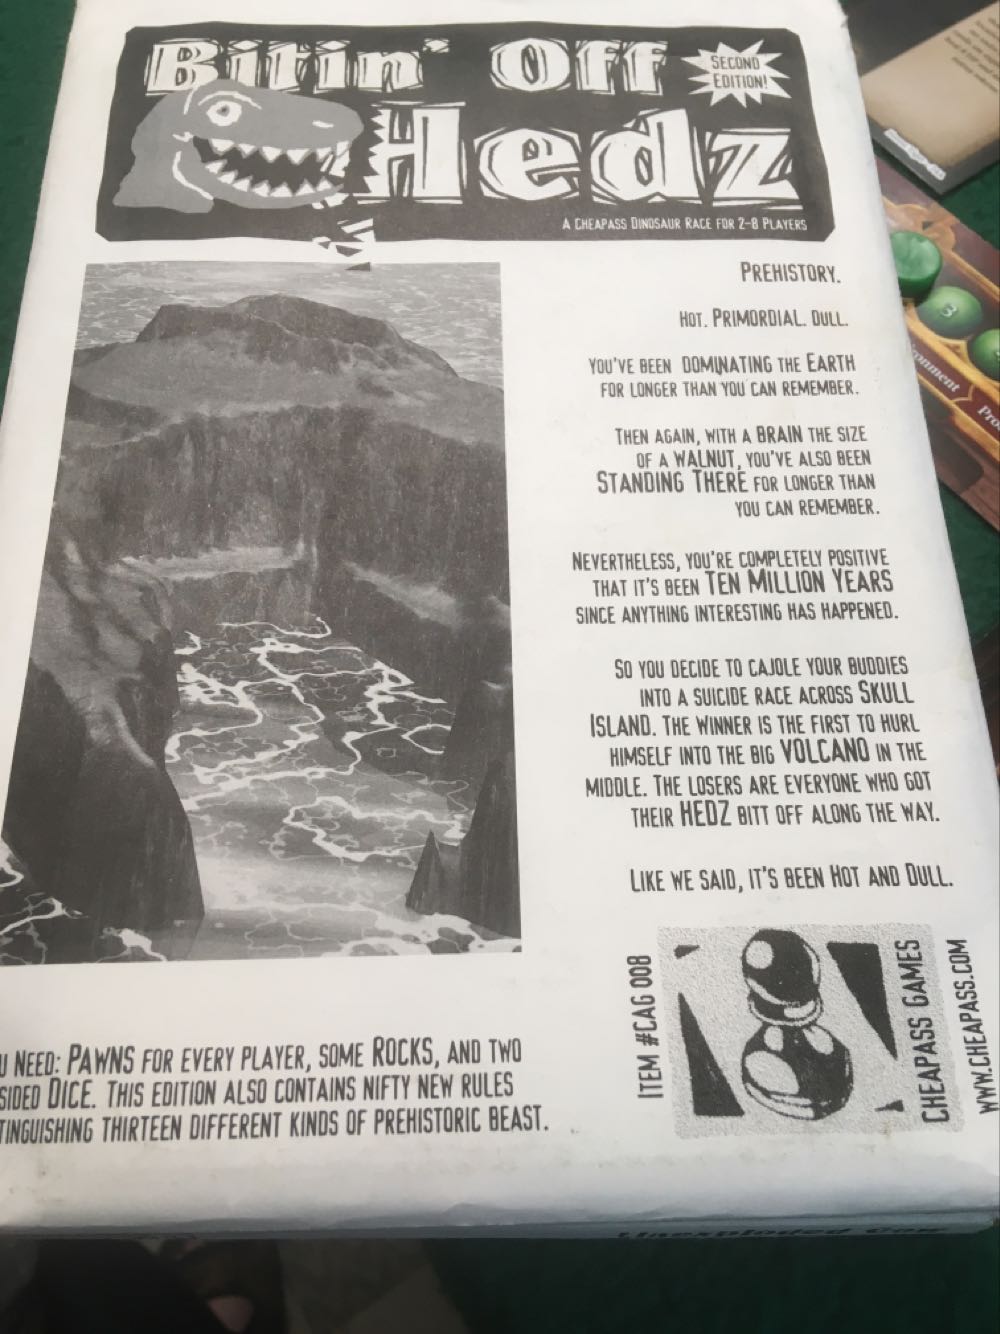 Bitin' Off
Hedz
SECOND
EDITION!
A CHEAPASS DINOSAUR RACE FOR 2-8 PLAYERS
PREHISTORY.
HOT. PRIMORDIAL. DULL.
YOU'VE BEEN DOMINATING THE EARTH
FOR LONGER THAN YOU CAN REMEMBER.
THEN AGAIN, WITH A BRAIN THE SIZE
OF A WALNUT, YOU'VE ALSO BEEN
STANDING THERE FOR LONGER THAN
YOU CAN REMEMBER.
NEVERTHELESS, YOU'RE COMPLETELY POSITIVE
THAT IT'S BEEN TEN MILLION YEARS
SINCE ANYTHING INTERESTING HAS HAPPENED.
SO YOU DECIDE TO CAJOLE YOUR BUDDIES
INTO A SUICIDE RACE ACROSS SKULL
ISLAND. THE WINNER IS THE FIRST TO HURL
HIMSELF INTO THE BIG VOLCANO IN THE
MIDDLE. THE LOSERS ARE EVERYONE WHO GOT
THEIR HEDZ BITT OFF ALONG THE WAY.
LIKE WE SAID, IT'S BEEN HOT AND DULL.
U NEED: PAWNS FOR EVERY PLAYER, SOME ROCKS, AND TWO
SIDED DICE. THIS EDITION ALSO CONTAINS NIFTY NEW RULES
TINGUISHING THIRTEEN DIFFERENT KINDS OF PREHISTORIC BEAST.
ITEM #CAG 008
CHEAPASS GAMES
WWW.CHEAPASS.COM
3
Unexploded Cow